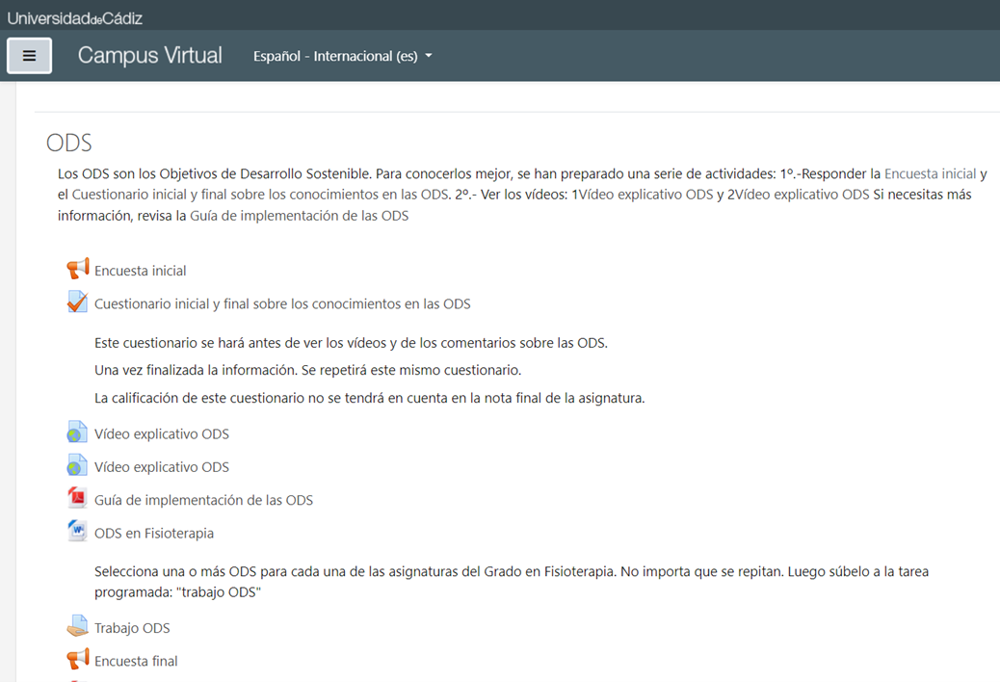 UniversidaddeCádiz
Campus Virtual
Español - Internacional (es)
ODS
Los ODS son los Objetivos de Desarrollo Sostenible. Para conocerlos mejor, se han preparado una serie de actividades: 1º.-Responder la Encuesta inicial y
el Cuestionario inicial y final sobre los conocimientos en las ODS. 2º.- Ver los vídeos: 1Vídeo explicativo ODS y 2Vídeo explicativo ODS Si necesitas más
información, revisa la Guía de implementación de las ODS
Encuesta inicial
Cuestionario inicial y final sobre los conocimientos en las ODS
Este cuestionario se hará antes de ver los vídeos y de los comentarios sobre las ODS.
Una vez finalizada la información. Se repetirá este mismo cuestionario.
La calificación de este cuestionario no se tendrá en cuenta en la nota final de la asignatura.
Vídeo explicativo ODS
Vídeo explicativo ODS
Guía de implementación de las ODS
ODS en Fisioterapia
Selecciona una o más ODS para cada una de las asignaturas del Grado en Fisioterapia. No importa que se repitan. Luego súbelo a la tarea
programada: "trabajo ODS"
Trabajo ODS
Encuesta final